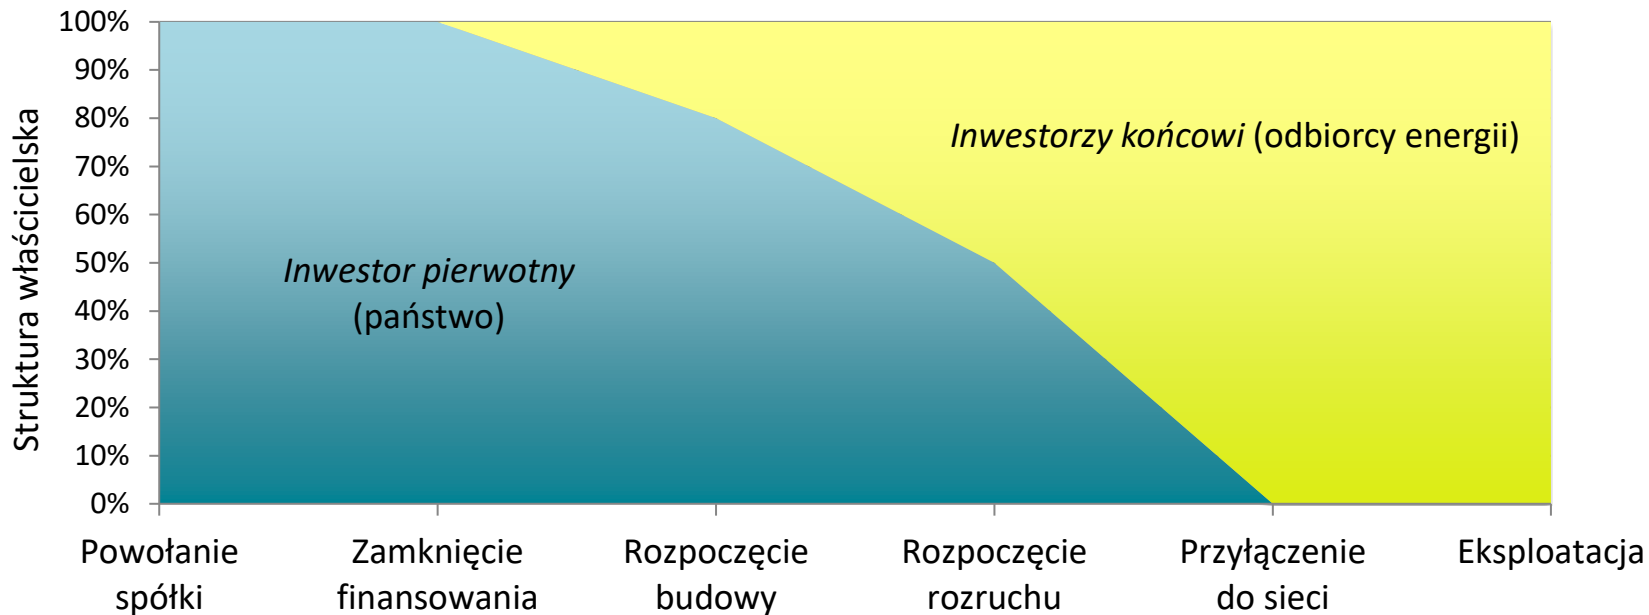 Struktura właścicielska
100%
90%
80%
70%
60%
50%
40%
30%
20%
10%
0%
Inwestorzy końcowi (odbiorcy energii)
Inwestor pierwotny
(państwo)
Powołanie
spółki
Zamknięcie
finansowania
Rozpoczęcie
budowy
Rozpoczęcie
rozruchu
Przyłączenie
do sieci
Eksploatacja